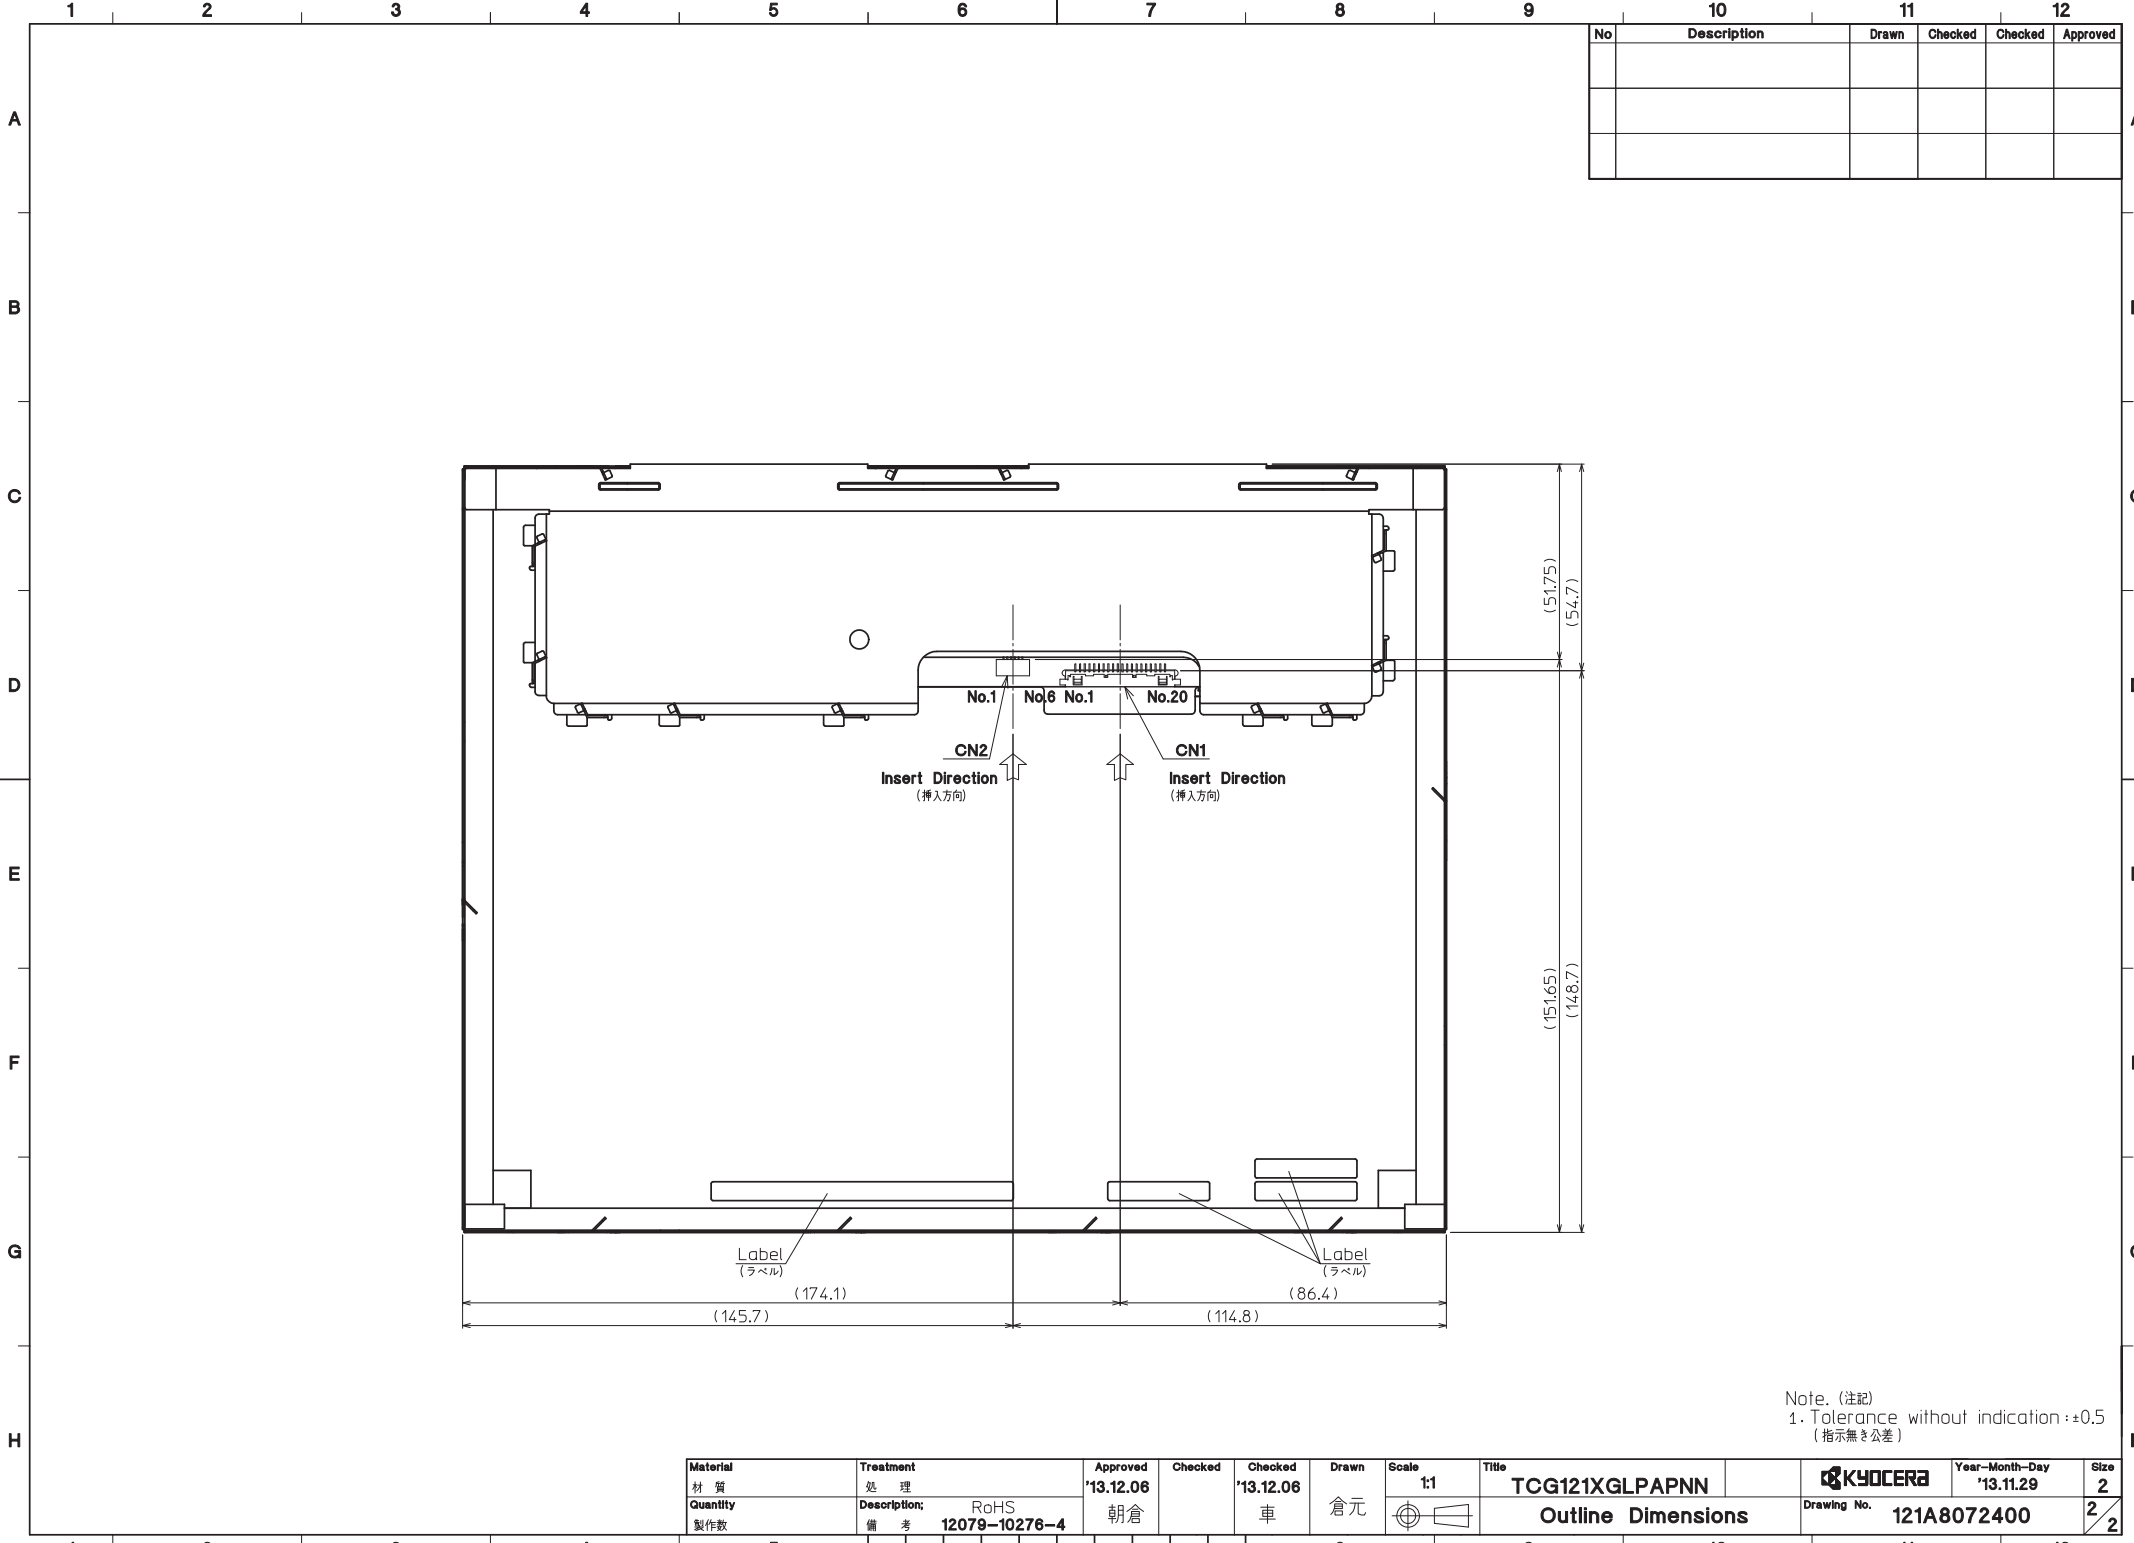 1 2 3 4 5 6 7 8 9 10 11 12
No Description Drawn Checked Checked Approved
A
B
C
D
E
F
G
H
(51.75)
(54.7)
No.1 No.6 No.1 No.20
CN2 CN1
Insert Direction Insert Direction
(挿入方向) (挿入方向)
(151.65)
(148.7)
Label Label
(ラベル) (ラベル)
(174.1) (86.4)
(145.7) (114.8)
Note. (注記)
1. Tolerance without indication : ±0.5
(指示無き公差)
Material Treatment Approved Checked Checked Drawn Scale Title Year-Month-Day Size
材 質 処 理 '13.12.06 '13.12.06 1:1 TCG121XGLPAPNN KYOCERA '13.11.29 2
Quantity Description; RoHS 朝倉 車 倉元 Outline Dimensions Drawing No. 121A8072400 2/2
製作数 備 考 12079-10276-4